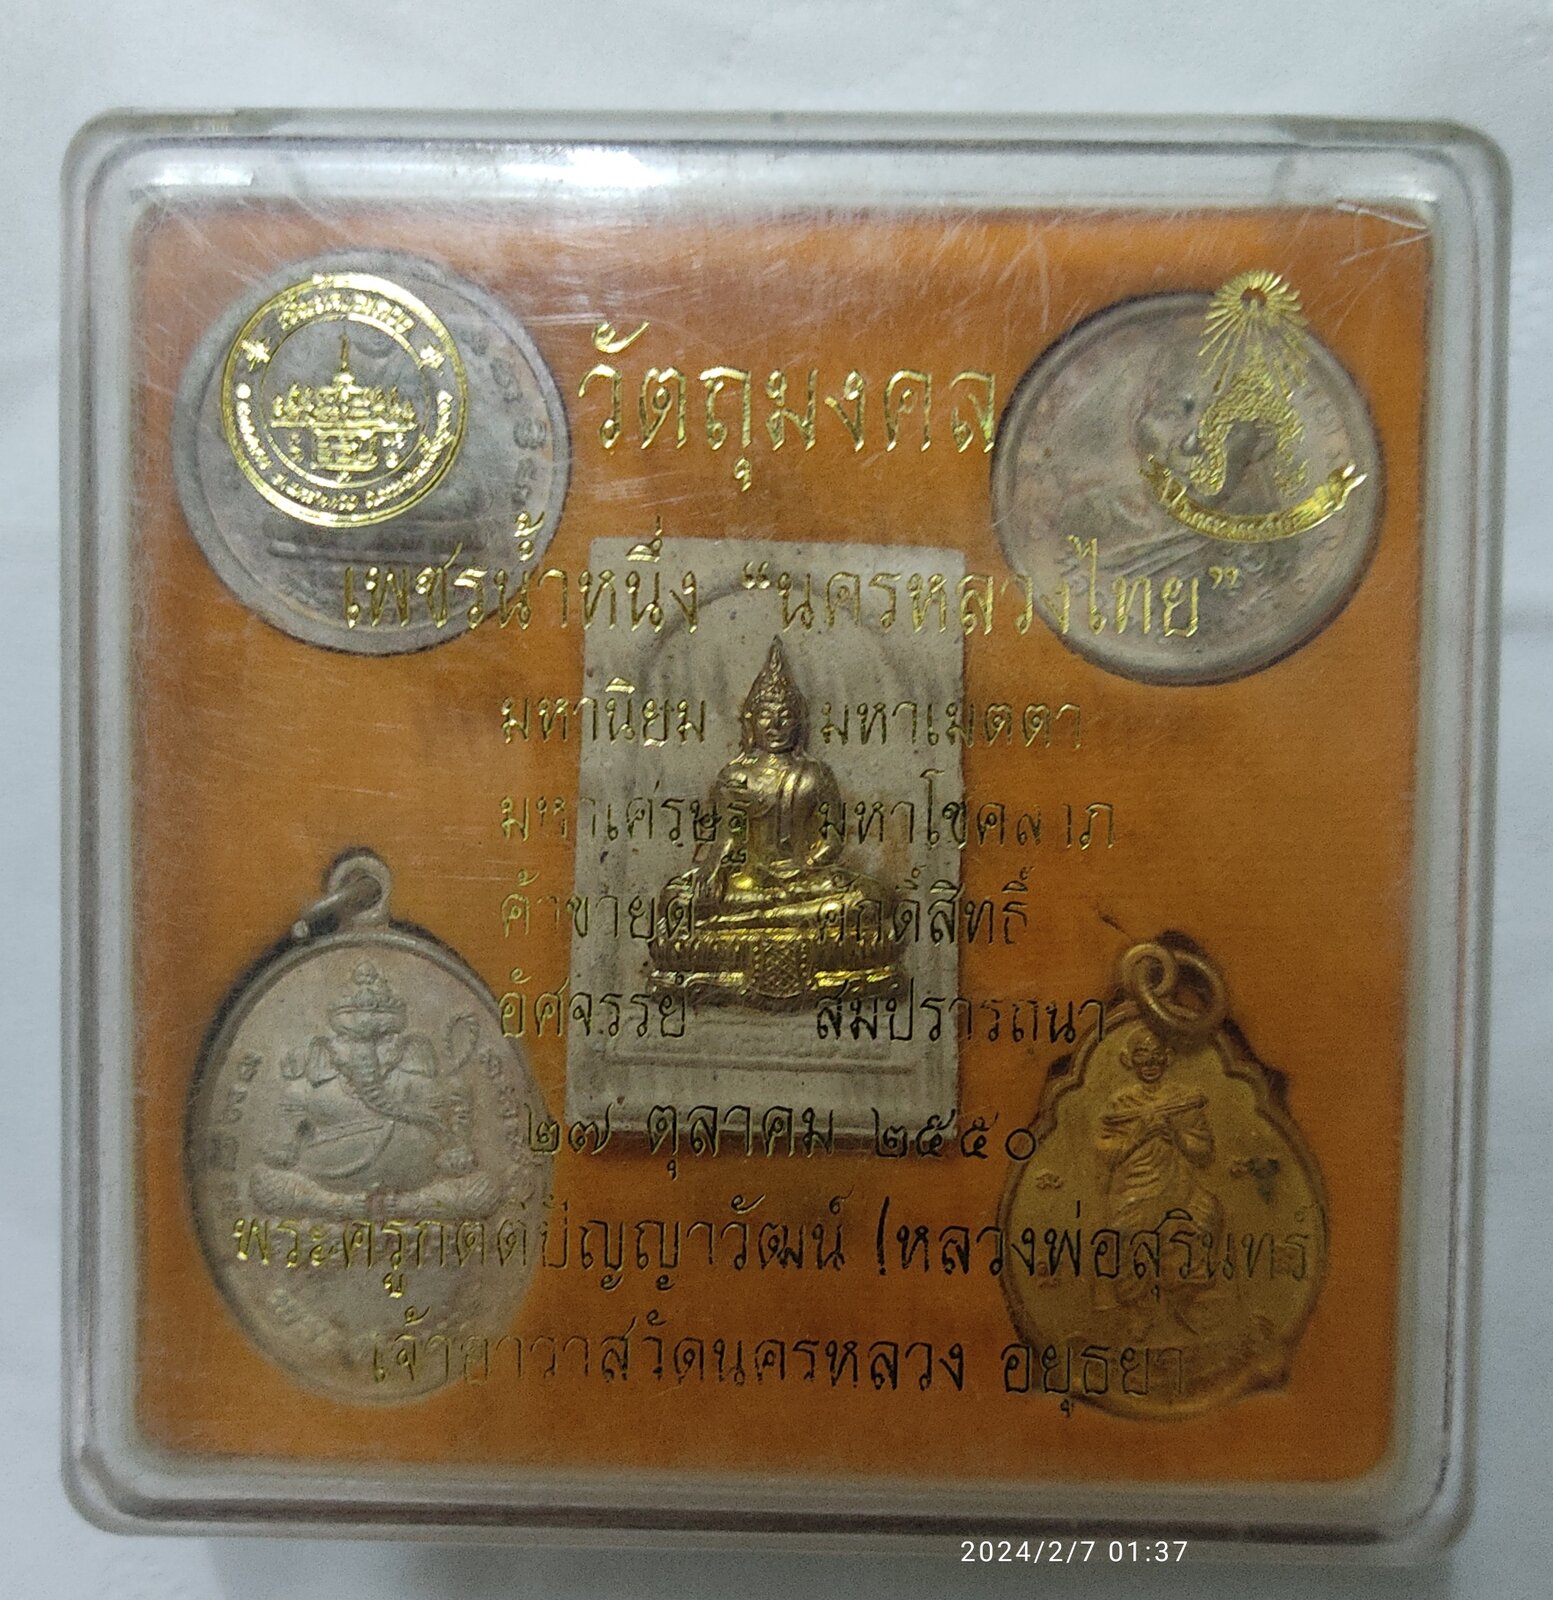 วัตถุมงคล
เพชรน้ำหนึ่ง “นครหลวงไทย”
มหานิยม มหาเมตตา
มหาเศรษฐี มหาโชคลาภ
ค้าขายดี ศักดิ์สิทธิ์
อัศจรรย์ สมปรารถนา
๒๗ ตุลาคม ๒๕๕๐
พระครูกิตติปัญญาวัฒน์ (หลวงพ่อสุรินทร์
เจ้าอาวาสวัดนครหลวง อยุธยา
2024/2/7 01:37